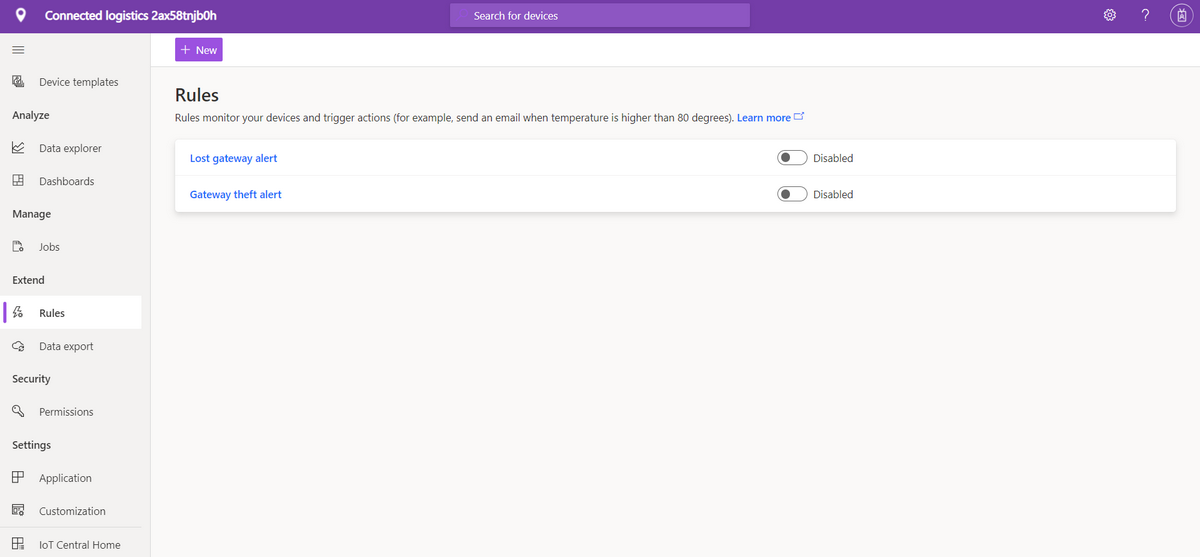 Connected logistics 2ax58tnjb0h
Search for devices
?
Device templates
Analyze
Data explorer
Dashboards
Manage
Jobs
Extend
Rules
Data export
Security
Permissions
Settings
Application
Customization
IoT Central Home
+ New
Rules
Rules monitor your devices and trigger actions (for example, send an email when temperature is higher than 80 degrees). Learn more
Lost gateway alert Disabled
Gateway theft alert Disabled